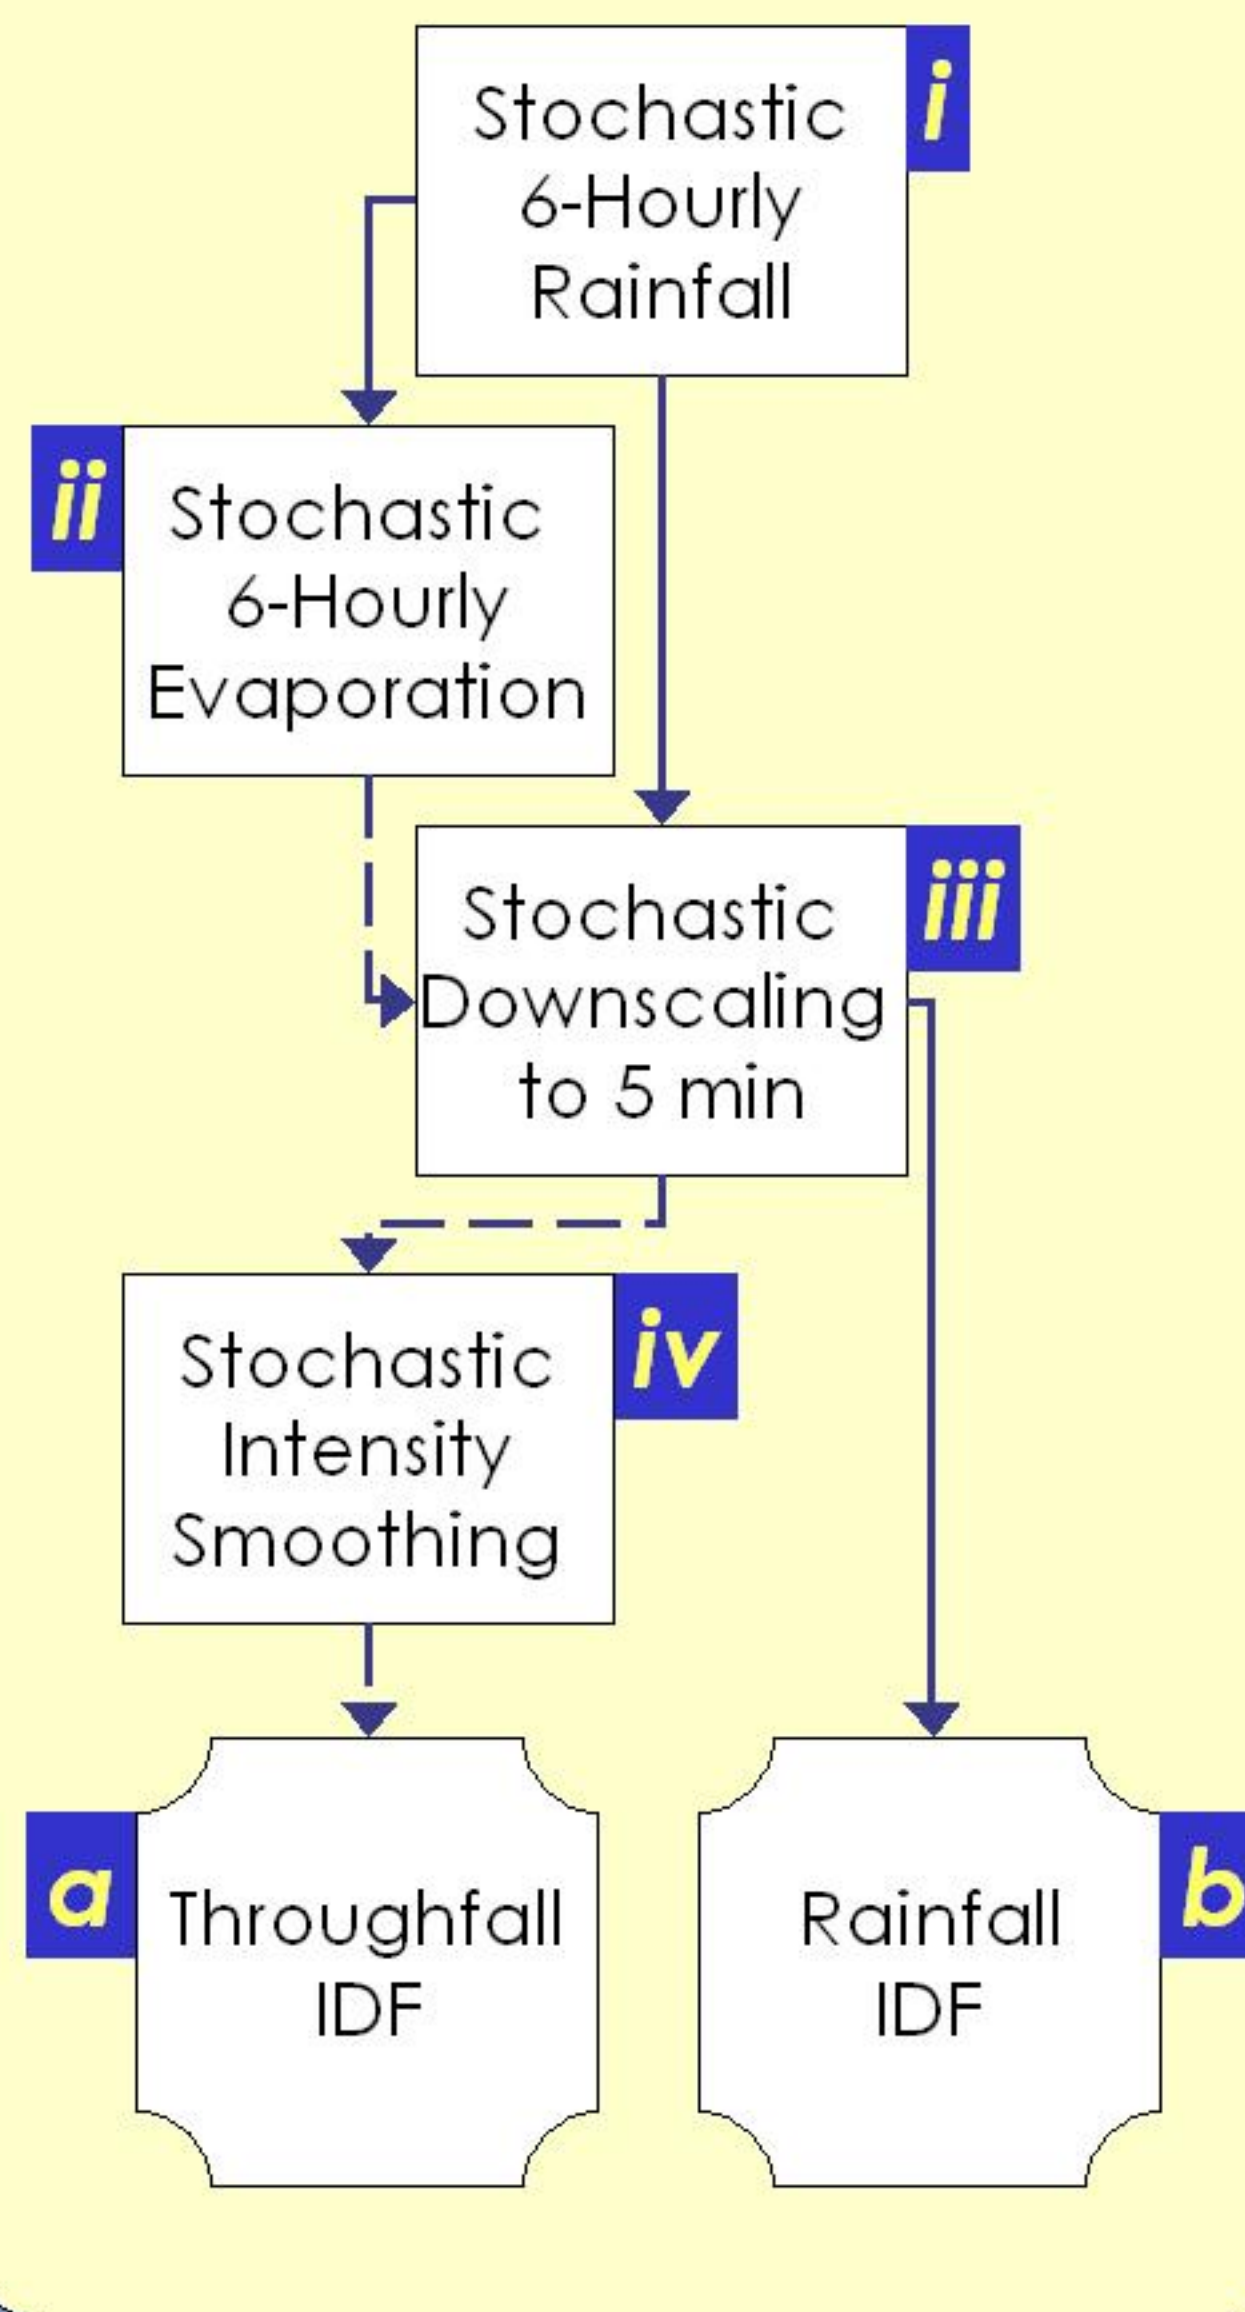 i
Stochastic
6-Hourly
Rainfall
ii
Stochastic
6-Hourly
Evaporation
iii
Stochastic
Downscaling
to 5 min
iv
Stochastic
Intensity
Smoothing
a
Throughfall
IDF
b
Rainfall
IDF